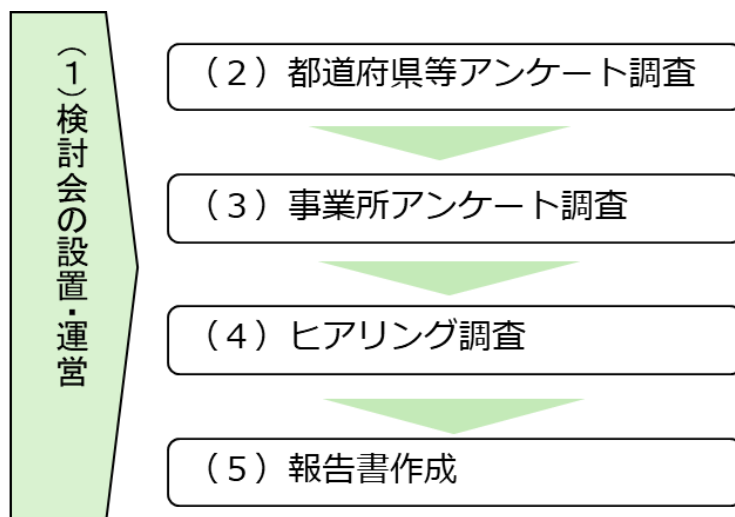 （１）検討会の設置・運営
（２）都道府県等アンケート調査
（３）事業所アンケート調査
（４）ヒアリング調査
（５）報告書作成